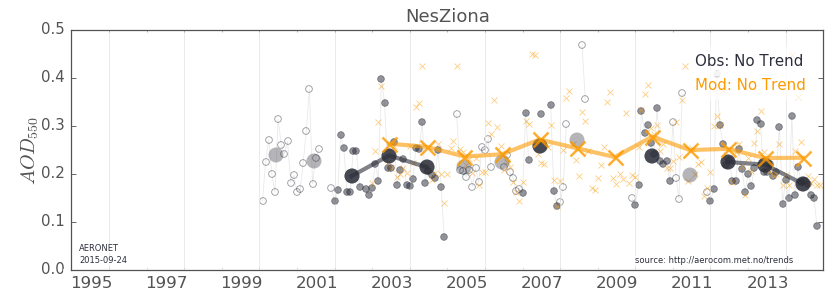 NesZiona
0.5
0.4
0.3
0.2
0.1
0.0
AOD550
Obs: No Trend
Mod: No Trend
AERONET
2015-09-24
source: http://aerocom.met.no/trends
1995 1997 1999 2001 2003 2005 2007 2009 2011 2013